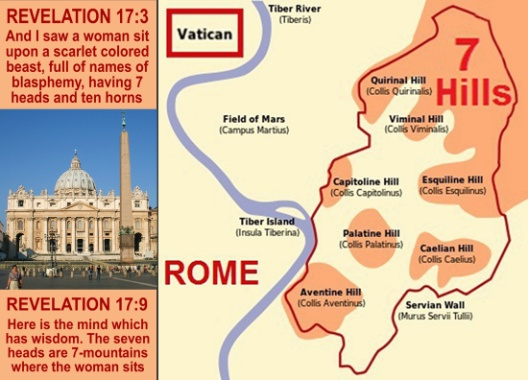 REVELATION 17:3
And I saw a woman sit
upon a scarlet colored
beast, full of names of
blasphemy, having 7
heads and ten horns
REVELATION 17:9
Here is the mind which
has wisdom. The seven
heads are 7-mountains
where the woman sits
Tiber River
(Tiberis)
Vatican
7
Hills
Quirinal Hill
(Collis Quirinalis)
Field of Mars
(Campus Martius)
Viminal Hill
(Collis Viminalis)
Capitoline Hill
(Collis Capitolinus)
Esquiline Hill
(Collis Esquilinus)
Tiber Island
(Insula Tiberina)
Palatine Hill
(Collis Palatinus)
Caelian Hill
(Collis Caelius)
ROME
Aventine Hill
(Collis Aventinus)
Servian Wall
(Murus Servii Tullii)